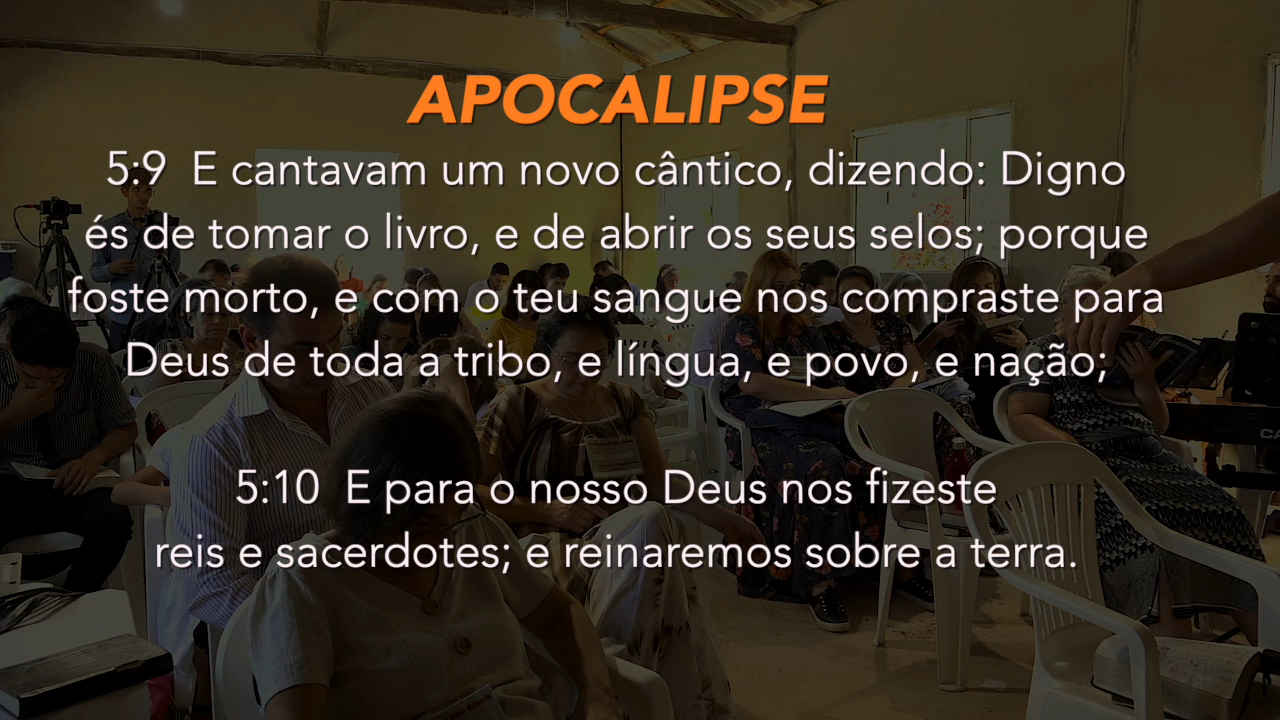 APOCALIPSE
5:9 E cantavam um novo cântico, dizendo: Digno
és de tomar o livro, e de abrir os seus selos; porque
foste morto, e com o teu sangue nos compraste para
Deus de toda a tribo, e língua, e povo, e nação;
5:10 E para o nosso Deus nos fizeste
reis e sacerdotes; e reinaremos sobre a terra.